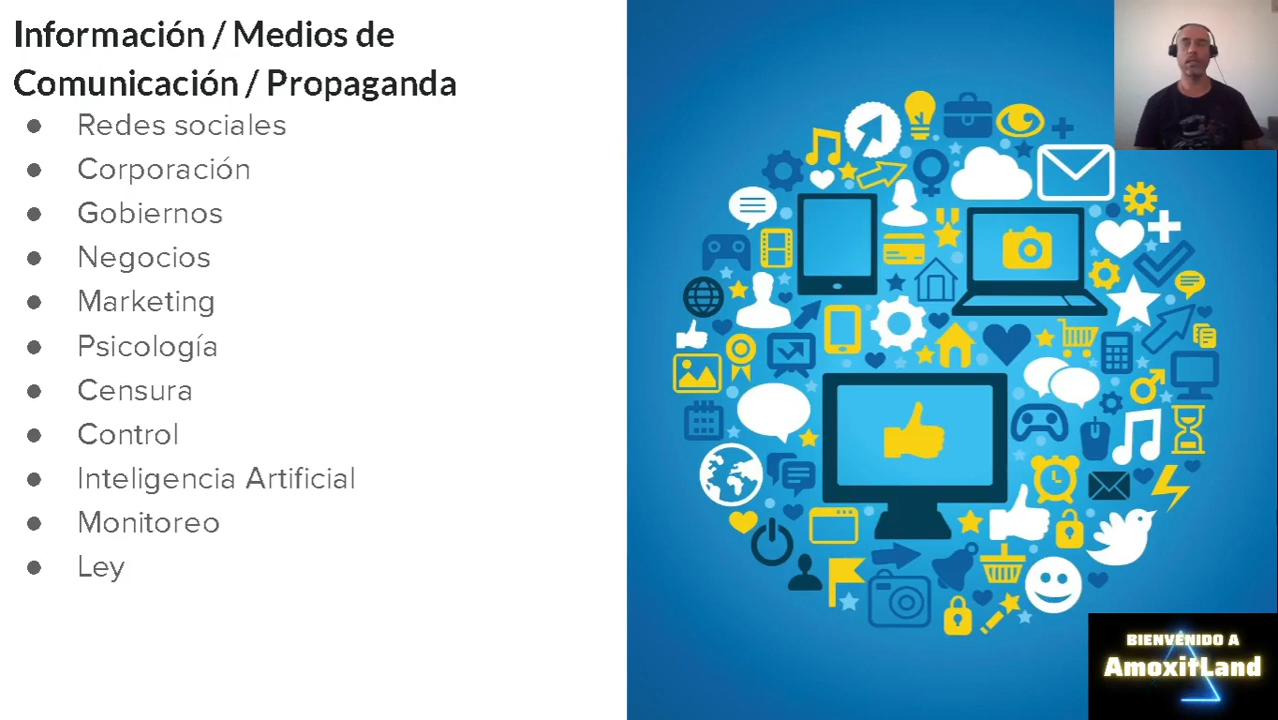 Información / Medios de
Comunicación / Propaganda
● Redes sociales
● Corporación
● Gobiernos
● Negocios
● Marketing
● Psicología
● Censura
● Control
● Inteligencia Artificial
● Monitoreo
● Ley
BIENVENIDO A
AmoxitLand